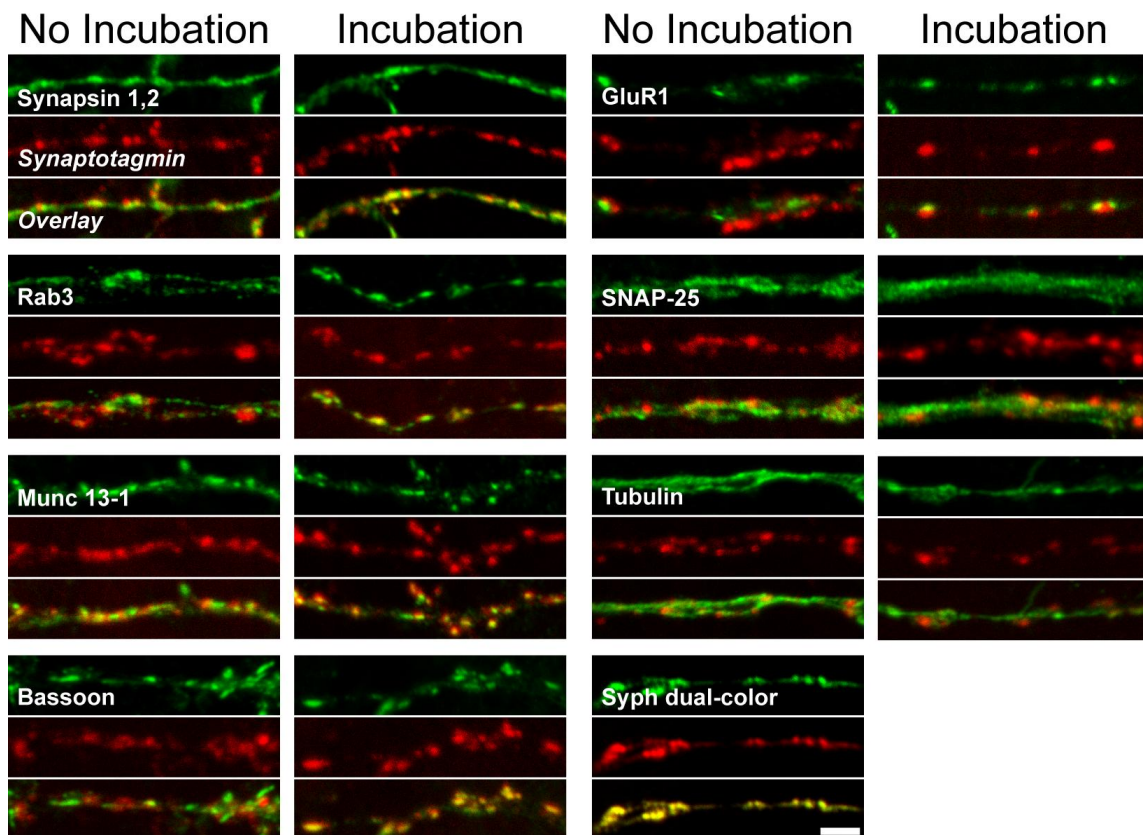 No Incubation
Incubation
No Incubation
Incubation
Synapsin 1,2
Synaptotagmin
Overlay
GluR1
Rab3
SNAP-25
Munc 13-1
Tubulin
Bassoon
Syph dual-color